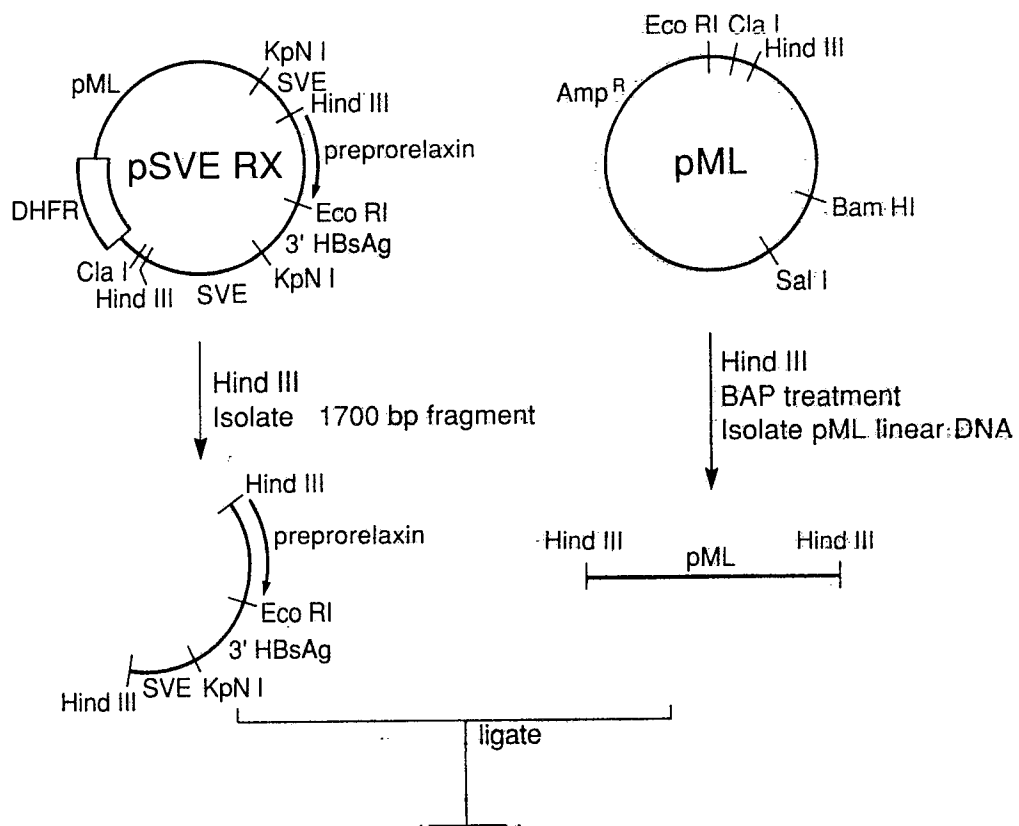 KpN I
SVE
Hind III
pML
pSVE RX
preprorelaxin
DHFR
Eco RI
3' HBsAg
Cla I
KpN I
Hind III
SVE
Eco RI Cla I
Hind III
Amp R
pML
Bam HI
Sal I
Hind III
Isolate 1700 bp fragment
Hind III
BAP treatment
Isolate pML linear DNA
Hind III
preprorelaxin
Eco RI
3' HBsAg
Hind III SVE KpN I
Hind III
pML
Hind III
ligate